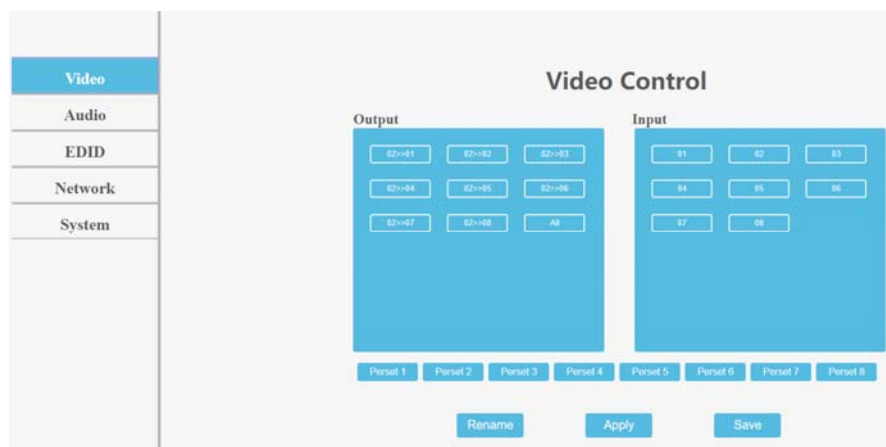 Video Control
Video
Audio
EDID
Network
System
Output
02>>01 02>>02 02>>03
02>>04 02>>05 02>>06
02>>07 02>>08 All
Input
01 02 03
04 05 06
07 08
Perset 1 Perset 2 Perset 3 Perset 4 Perset 5 Perset 6 Perset 7 Perset 8
Rename Apply Save